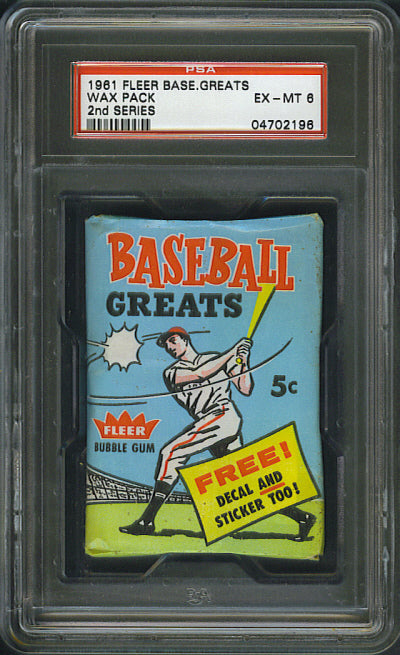 PSA
1961 FLEER BASE.GREATS
WAX PACK EX - MT 6
2nd SERIES 04702196
BASEBALL
GREATS
5c
FLEER
BUBBLE GUM
FREE!
DECAL AND
STICKER TOO!